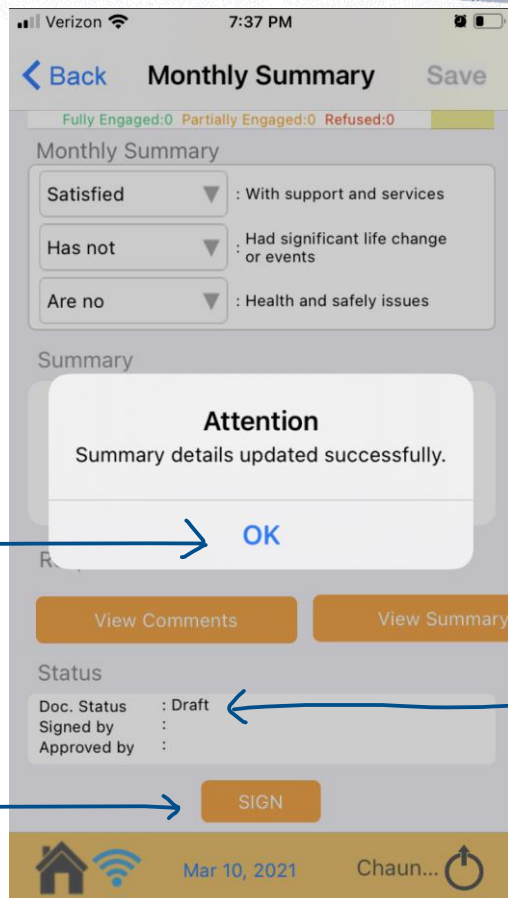 Verizon 7:37 PM
Back Monthly Summary Save
Fully Engaged:0 Partially Engaged:0 Refused:0
Monthly Summary
Satisfied : With support and services
Has not : Had significant life change
or events
Are no : Health and safely issues
Summary
Attention
Summary details updated successfully.
OK
View Comments View Summary
Status
Doc. Status : Draft
Signed by :
Approved by :
SIGN
Mar 10, 2021 Chaun...